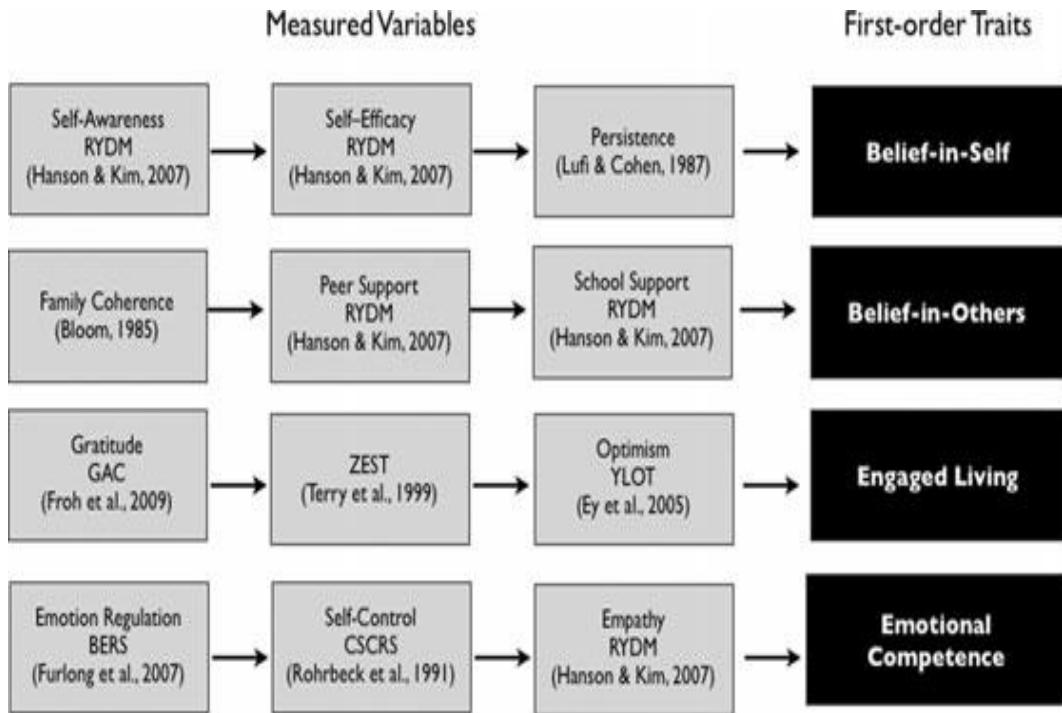 Measured Variables
First-order Traits
Self-Awareness
RYDM
(Hanson & Kim, 2007)
Self–Efficacy
RYDM
(Hanson & Kim, 2007)
Persistence
(Lufi & Cohen, 1987)
Belief-in-Self
Family Coherence
(Bloom, 1985)
Peer Support
RYDM
(Hanson & Kim, 2007)
School Support
RYDM
(Hanson & Kim, 2007)
Belief-in-Others
Gratitude
GAC
(Froh et al., 2009)
ZEST
(Terry et al., 1999)
Optimism
YLOT
(Ey et al., 2005)
Engaged Living
Emotion Regulation
BERS
(Furlong et al., 2007)
Self-Control
CSCRS
(Rohrbeck et al., 1991)
Empathy
RYDM
(Hanson & Kim, 2007)
Emotional
Competence